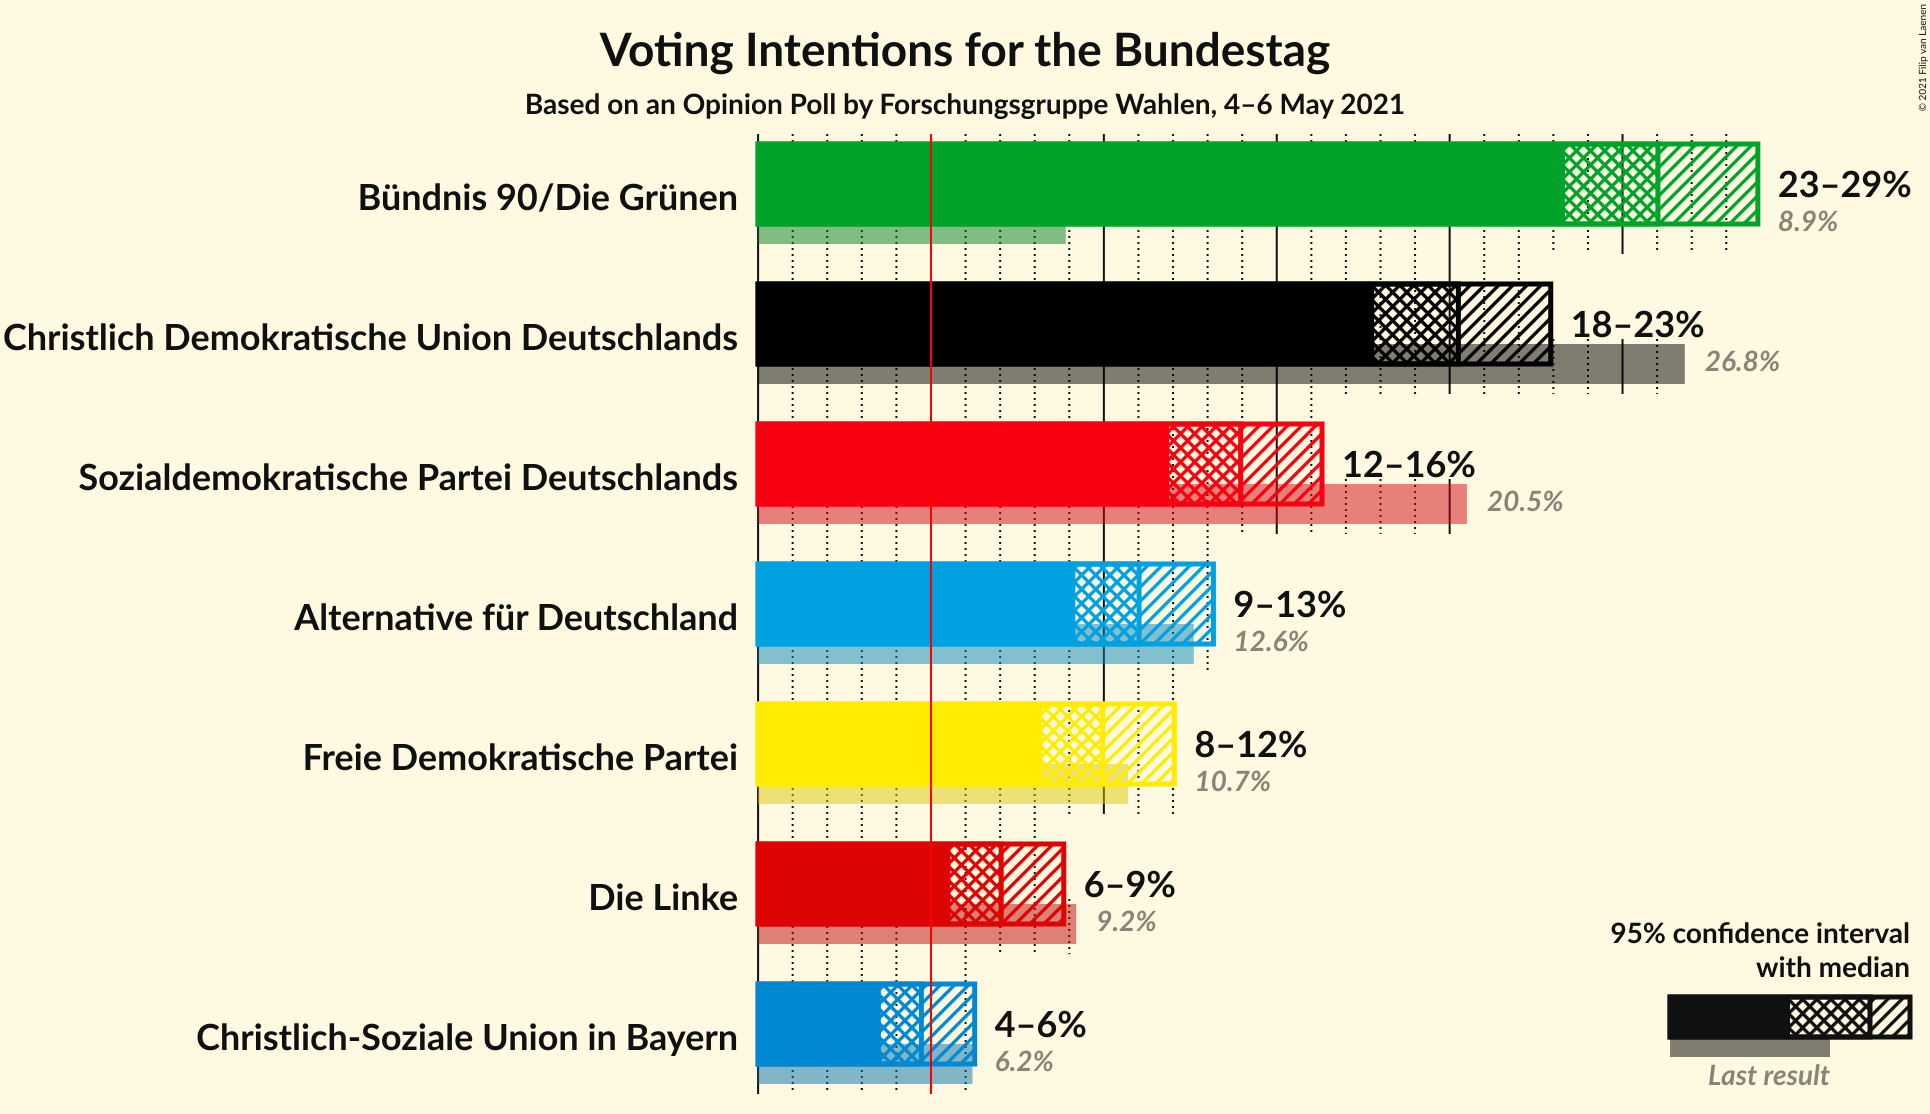 Voting Intentions for the Bundestag
Based on an Opinion Poll by Forschungsgruppe Wahlen, 4–6 May 2021
© 2021 Filip van Laenen
Bündnis 90/Die Grünen
23–29%
8.9%
Christlich Demokratische Union Deutschlands
18–23%
26.8%
Sozialdemokratische Partei Deutschlands
12–16%
20.5%
Alternative für Deutschland
9–13%
12.6%
Freie Demokratische Partei
8–12%
10.7%
Die Linke
6–9%
9.2%
Christlich-Soziale Union in Bayern
4–6%
6.2%
95% confidence interval
with median
Last result